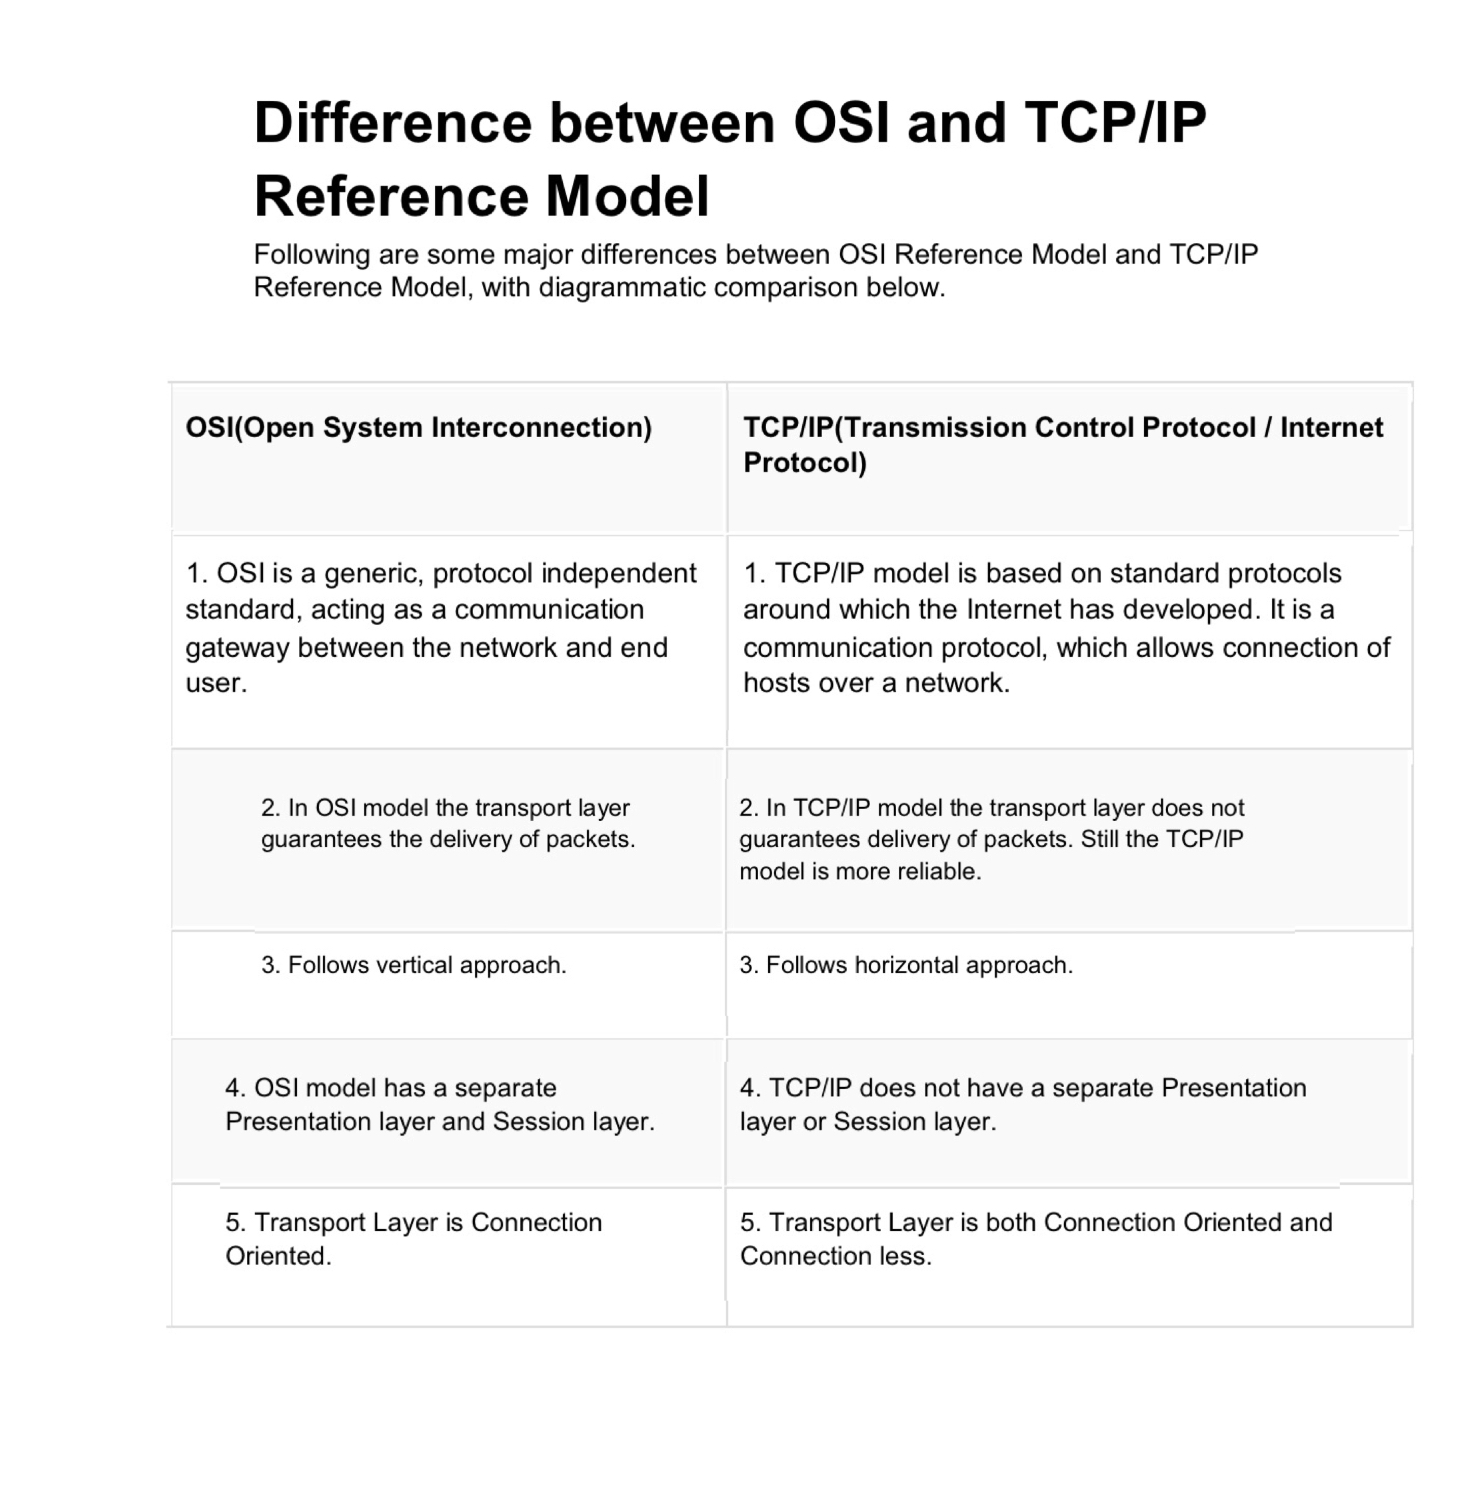 Difference between OSI and TCP/IP
Reference Model
Following are some major differences between OSI Reference Model and TCP/IP
Reference Model, with diagrammatic comparison below.
OSI(Open System Interconnection)
TCP/IP(Transmission Control Protocol / Internet
Protocol)
1. OSI is a generic, protocol independent
standard, acting as a communication
gateway between the network and end
user.
1. TCP/IP model is based on standard protocols
around which the Internet has developed. It is a
communication protocol, which allows connection of
hosts over a network.
2. In OSI model the transport layer
guarantees the delivery of packets.
2. In TCP/IP model the transport layer does not
guarantees delivery of packets. Still the TCP/IP
model is more reliable.
3. Follows vertical approach.
3. Follows horizontal approach.
4. OSI model has a separate
Presentation layer and Session layer.
4. TCP/IP does not have a separate Presentation
layer or Session layer.
5. Transport Layer is Connection
Oriented.
5. Transport Layer is both Connection Oriented and
Connection less.